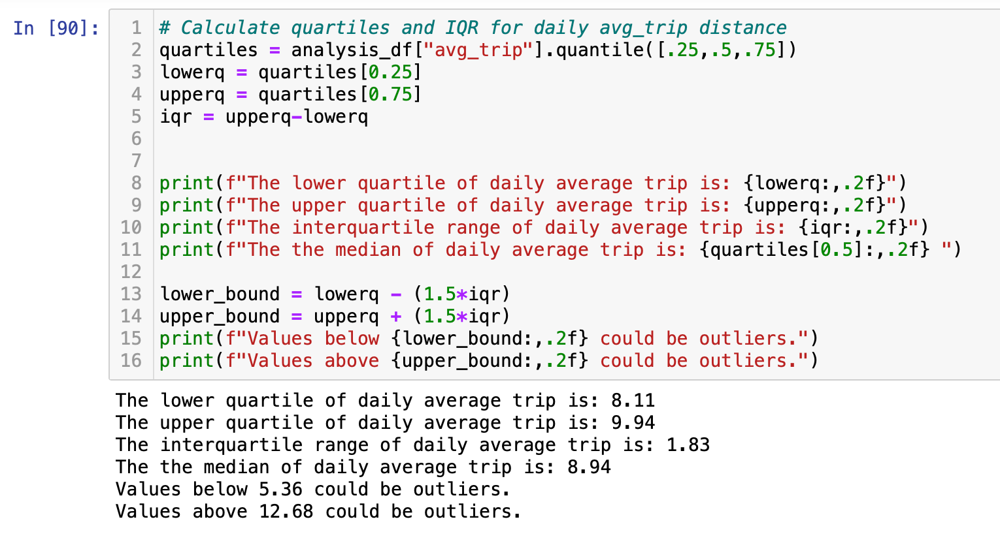 In [90]:
1 # Calculate quartiles and IQR for daily avg_trip distance
2 quartiles = analysis_df["avg_trip"].quantile([.25,.5,.75])
3 lowerq = quartiles[0.25]
4 upperq = quartiles[0.75]
5 iqr = upperq-lowerq
6
7
8 print(f"The lower quartile of daily average trip is: {lowerq:,.2f}")
9 print(f"The upper quartile of daily average trip is: {upperq:,.2f}")
10 print(f"The interquartile range of daily average trip is: {iqr:,.2f}")
11 print(f"The the median of daily average trip is: {quartiles[0.5]:,.2f} ")
12
13 lower_bound = lowerq - (1.5*iqr)
14 upper_bound = upperq + (1.5*iqr)
15 print(f"Values below {lower_bound:,.2f} could be outliers.")
16 print(f"Values above {upper_bound:,.2f} could be outliers.")
The lower quartile of daily average trip is: 8.11
The upper quartile of daily average trip is: 9.94
The interquartile range of daily average trip is: 1.83
The the median of daily average trip is: 8.94
Values below 5.36 could be outliers.
Values above 12.68 could be outliers.